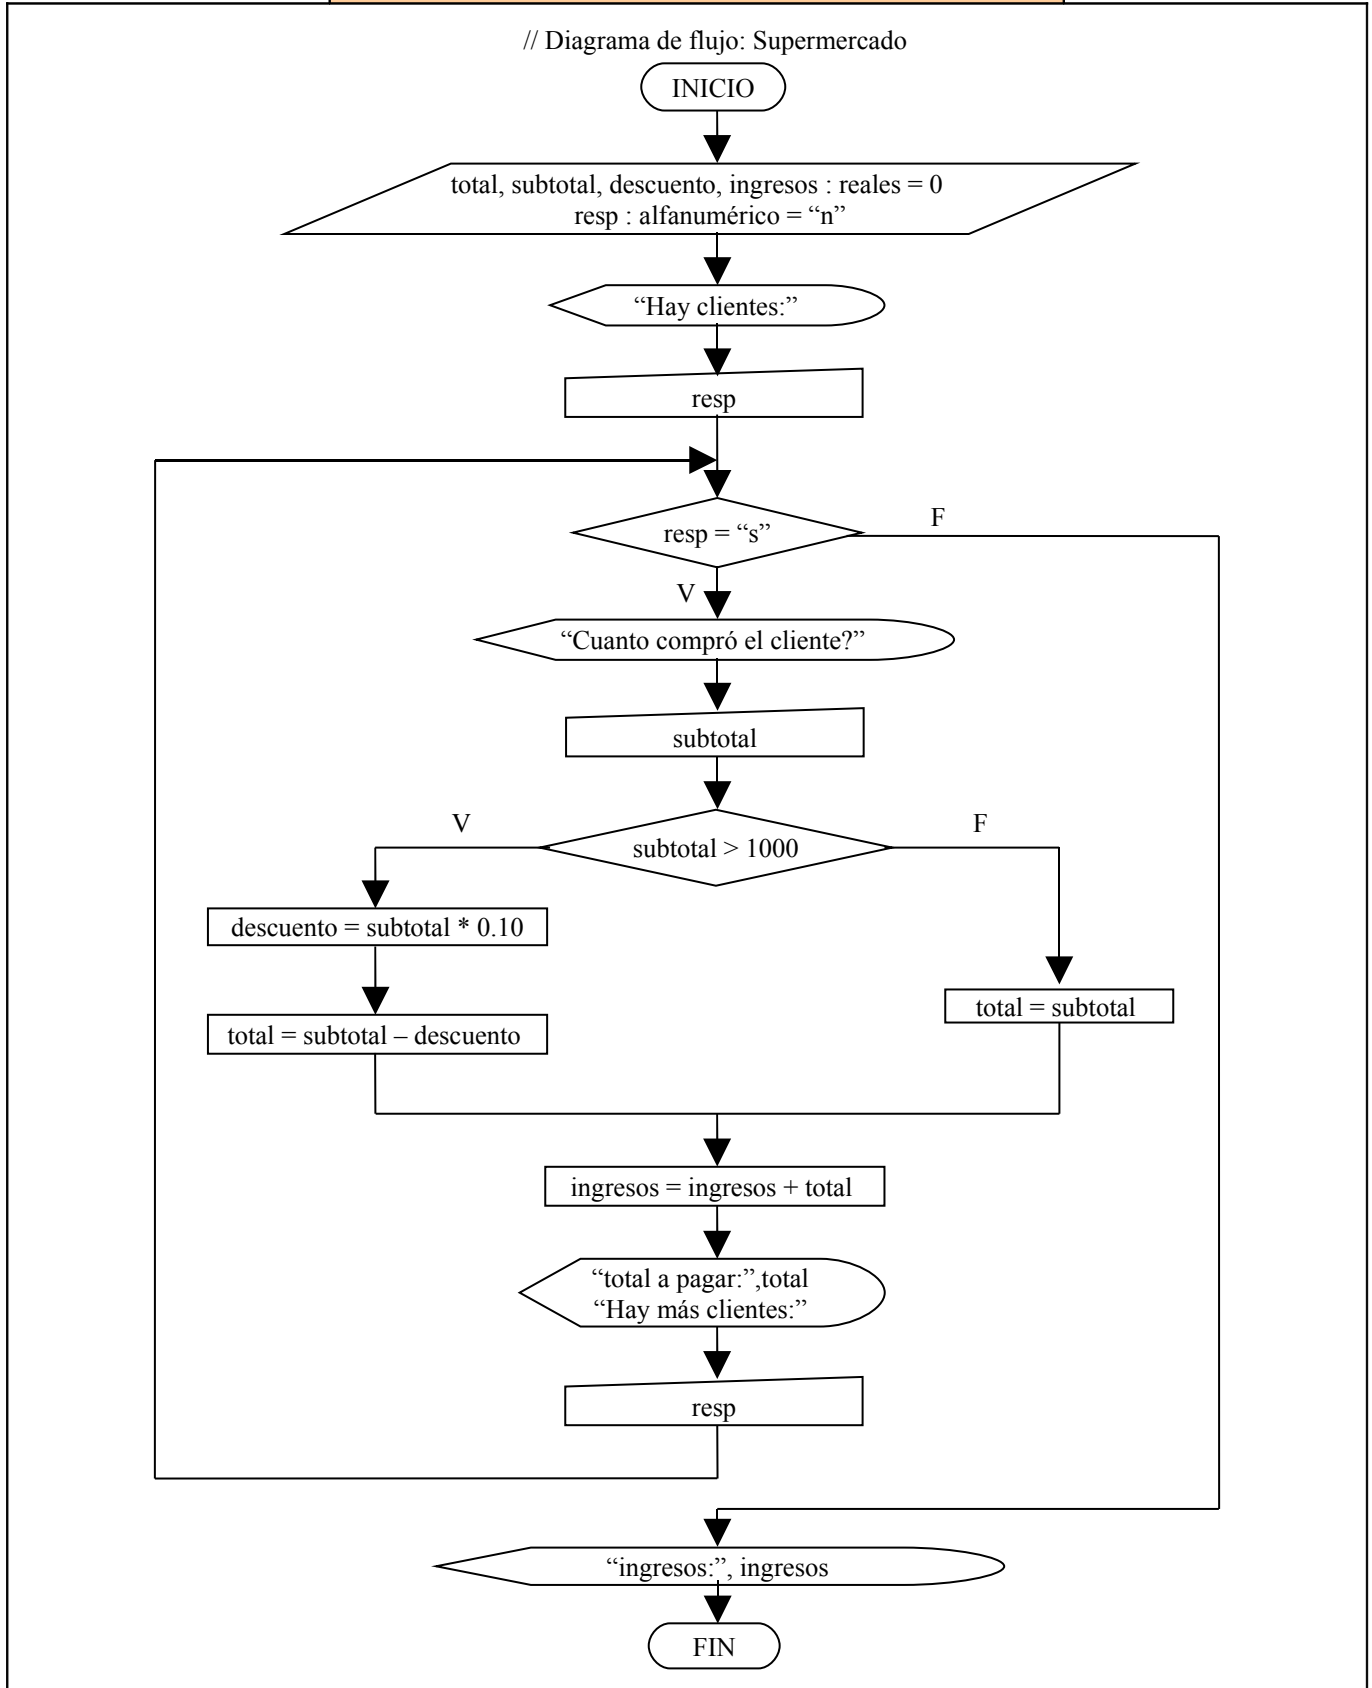 // Diagrama de flujo: Supermercado
INICIO
total, subtotal, descuento, ingresos : reales = 0
resp : alfanumérico = “n”
“Hay clientes:”
resp
resp = “s”
F
V
“Cuanto compró el cliente?”
subtotal
V
F
subtotal > 1000
descuento = subtotal * 0.10
total = subtotal – descuento
total = subtotal
ingresos = ingresos + total
“total a pagar:”,total
“Hay más clientes:”
resp
“ingresos:”, ingresos
FIN